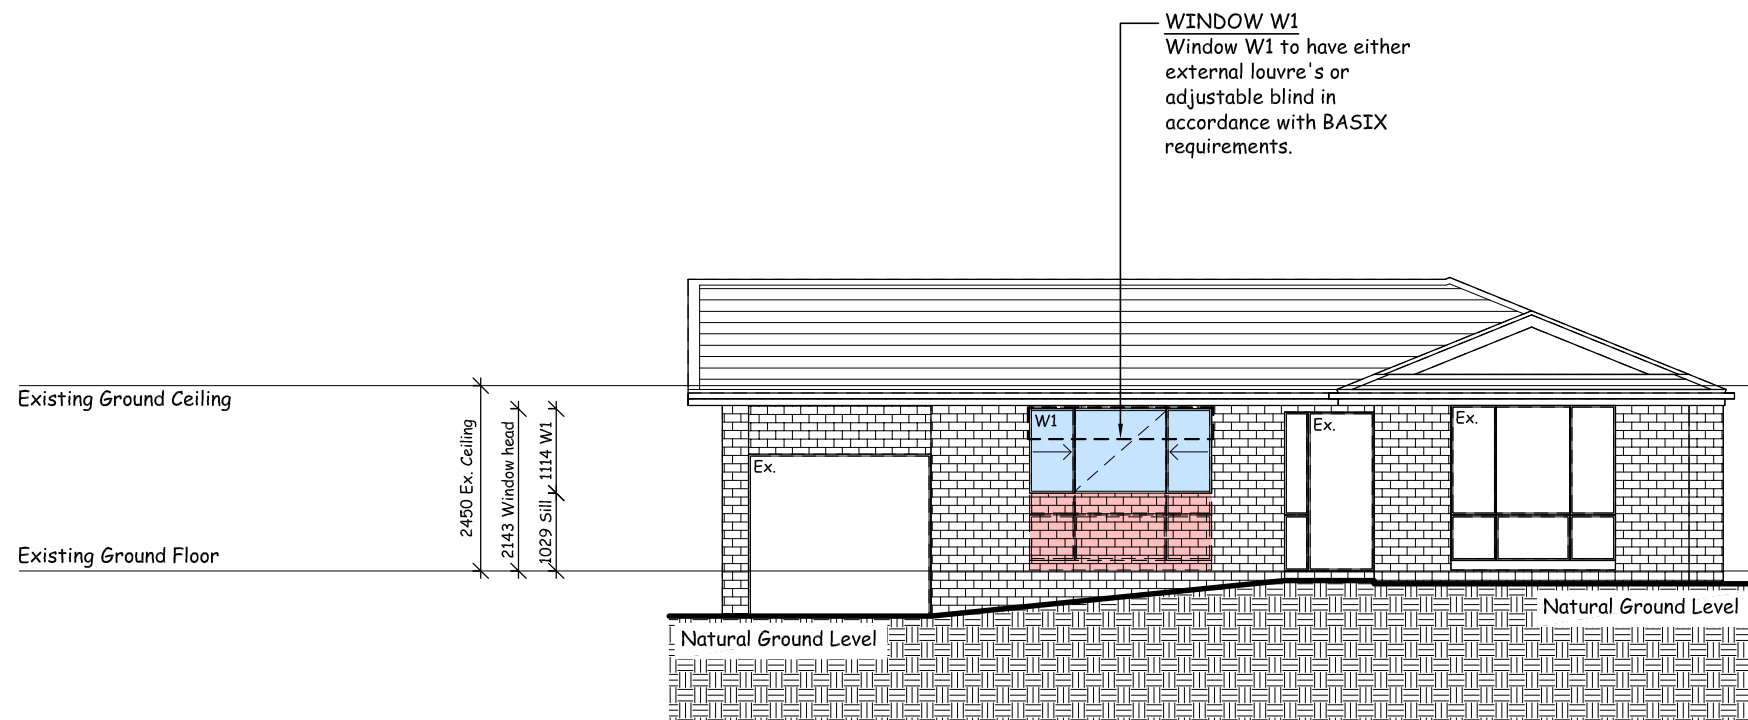 WINDOW W1
Window W1 to have either
external louvre's or
adjustable blind in
accordance with BASIX
requirements.
Existing Ground Ceiling
2450 Ex. Ceiling
2143 Window head
1029 Sill
1114 W1
W1
Ex.
Ex.
Ex.
Existing Ground Floor
Natural Ground Level
Natural Ground Level